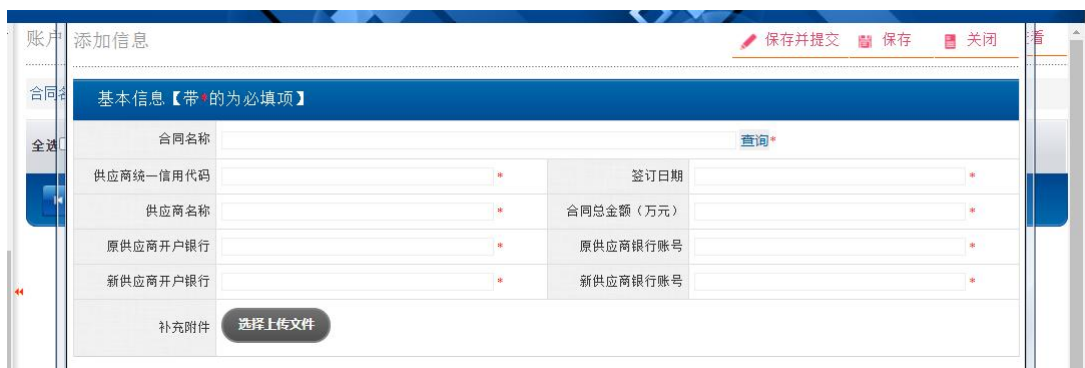 账户
添加信息
保存并提交 保存 关闭
看
合同名
基本信息【带*的为必填项】
全选
合同名称 查询*
供应商统一信用代码 * 签订日期 *
供应商名称 * 合同总金额（万元） *
原供应商开户银行 * 原供应商银行账号 *
新供应商开户银行 * 新供应商银行账号 *
补充附件 选择上传文件